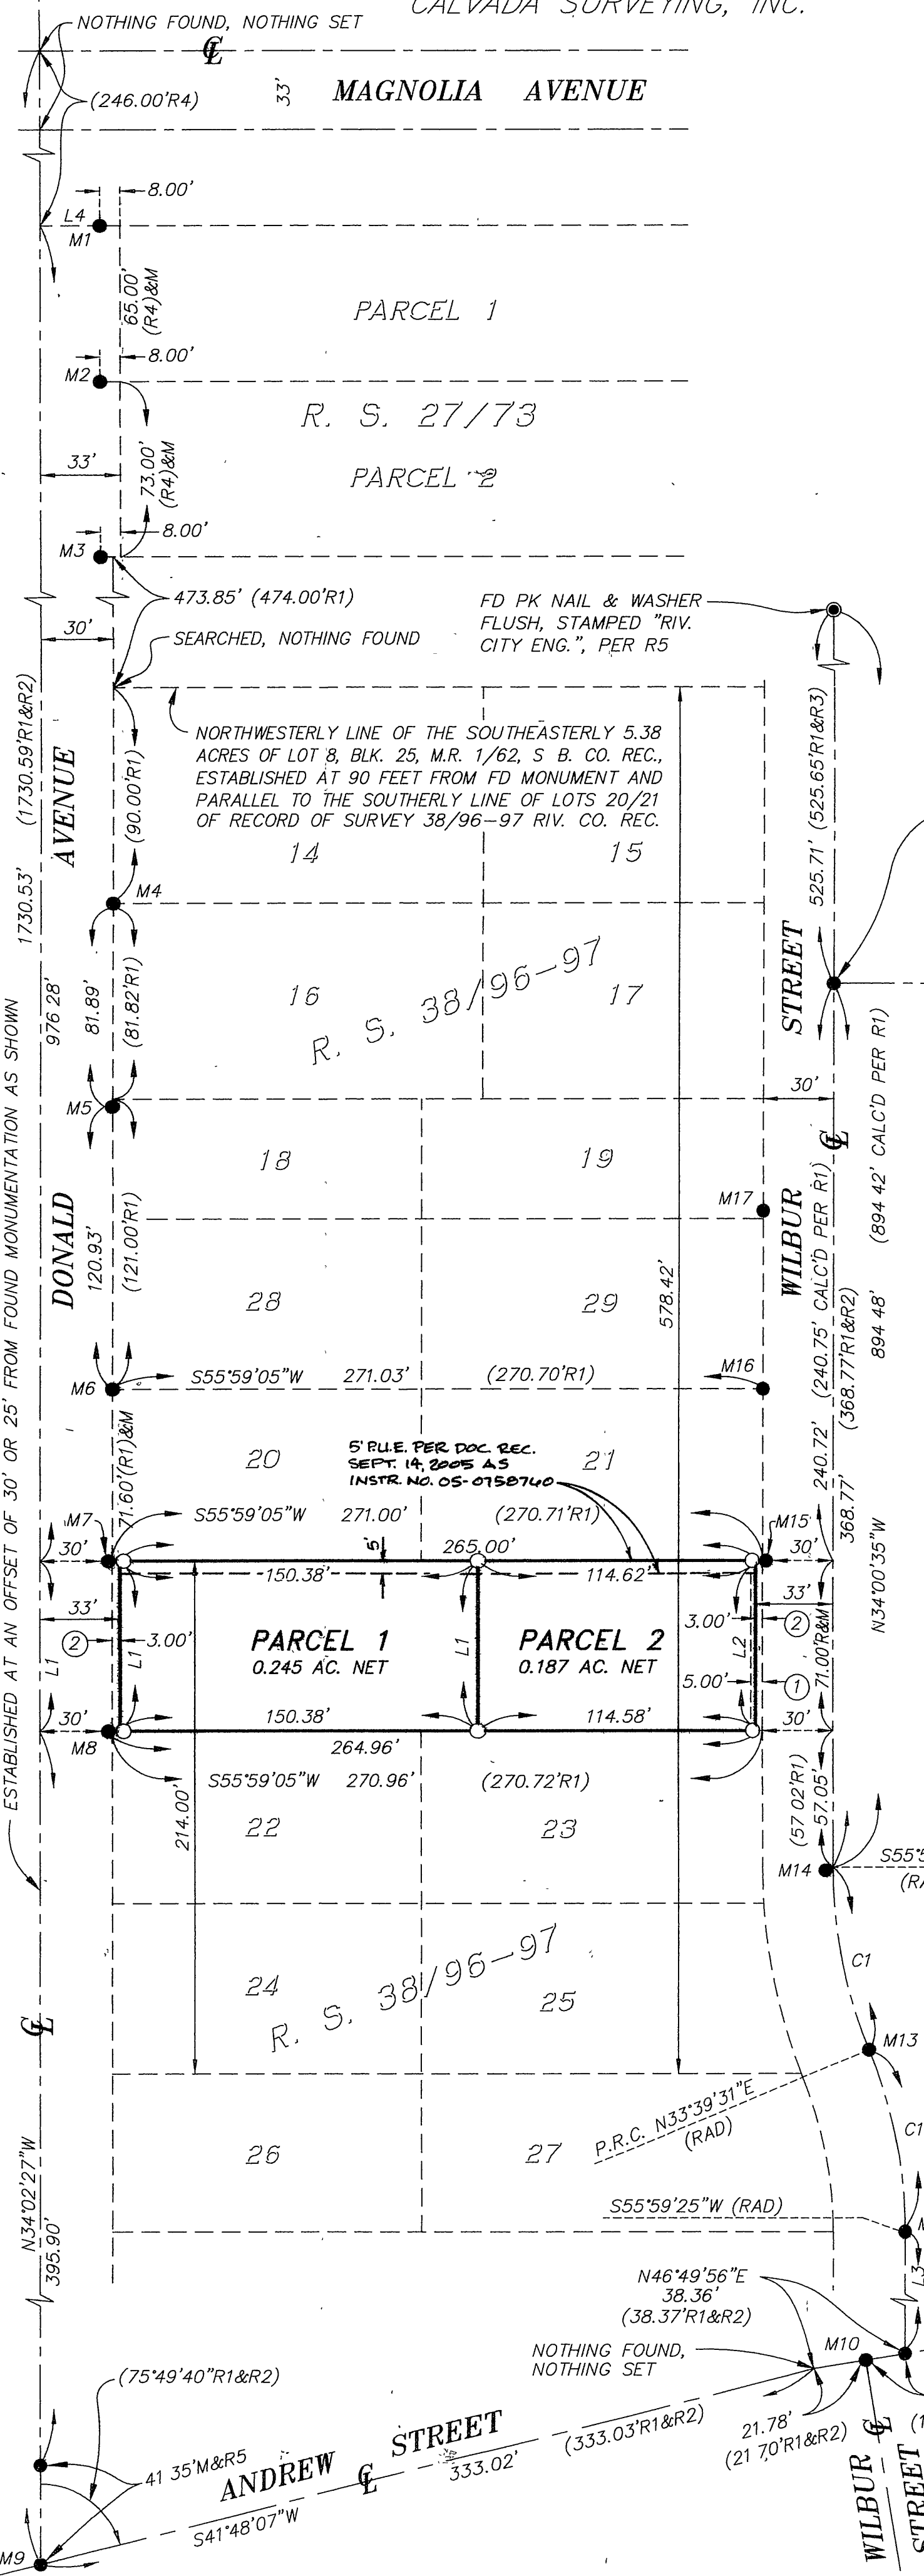 CALVADA SURVEYING, INC.
NOTHING FOUND, NOTHING SET
℄
(246.00'R4)
33'
MAGNOLIA AVENUE
8.00'
L4
M1
65.00'
(R4)&M
PARCEL 1
8.00'
M2
R. S. 27/73
33'
73.00'
(R4)&M
PARCEL 2
8.00'
M3
473.85' (474.00'R1)
FD PK NAIL & WASHER
FLUSH, STAMPED "RIV.
CITY ENG.", PER R5
30'
SEARCHED, NOTHING FOUND
NORTHWESTERLY LINE OF THE SOUTHEASTERLY 5.38
ACRES OF LOT 8, BLK. 25, M.R. 1/62, S B. CO. REC.,
ESTABLISHED AT 90 FEET FROM FD MONUMENT AND
PARALLEL TO THE SOUTHERLY LINE OF LOTS 20/21
OF RECORD OF SURVEY 38/96-97 RIV. CO. REC.
1730.53' (1730.59'R1&R2)
AVENUE
(90.00'R1)
525.71' (525.65'R1&R3)
14
15
M4
STREET
976 28'
81.89'
(81.82'R1)
16
17
R. S. 38/96-97
ESTABLISHED AT AN OFFSET OF 30' OR 25' FROM FOUND MONUMENTATION AS SHOWN
M5
30'
℄
18
19
M17
DONALD
120.93'
(121.00'R1)
578.42'
WILBUR
240.72' (240.75' CALC'D PER R1)
368.77' (368.77'R1&R2)
894 48' (894 42' CALC'D PER R1)
28
29
M16
M6
S55°59'05"W 271.03' (270.70'R1)
71.60'(R1)&M
20
21
5' P.U.E. PER DOC. REC.
SEPT. 14, 2005 AS
INSTR. NO. 05-0758740
M7
S55°59'05"W 271.00' (270.71'R1)
M15
30'
5'
265.00'
30'
150.38'
114.62'
33'
33'
3.00'
2
3.00'
2
L1
L1
L1
L2
PARCEL 1
0.245 AC. NET
PARCEL 2
0.187 AC. NET
71.00'R&M
N34°00'35"W
5.00'
1
30'
150.38'
114.58'
30'
M8
264.96'
S55°59'05"W 270.96' (270.72'R1)
214.00'
(57 02'R1)
57.05'
22
23
M14
S55°5
(RA
C1
24
25
R. S. 38/96-97
℄
M13
P.R.C. N33°39'31"E
(RAD)
C1
26
27
N34°02'27"W
395.90'
S55°59'25"W (RAD)
M
L3
N46°49'56"E
38.36'
(38.37'R1&R2)
NOTHING FOUND,
NOTHING SET
M10
(75°49'40"R1&R2)
41 35'M&R5
ANDREW ℄ STREET
S41°48'07"W
333.02'
(333.03'R1&R2)
21.78'
(21 70'R1&R2)
(1
WILBUR ℄
STREET
M9